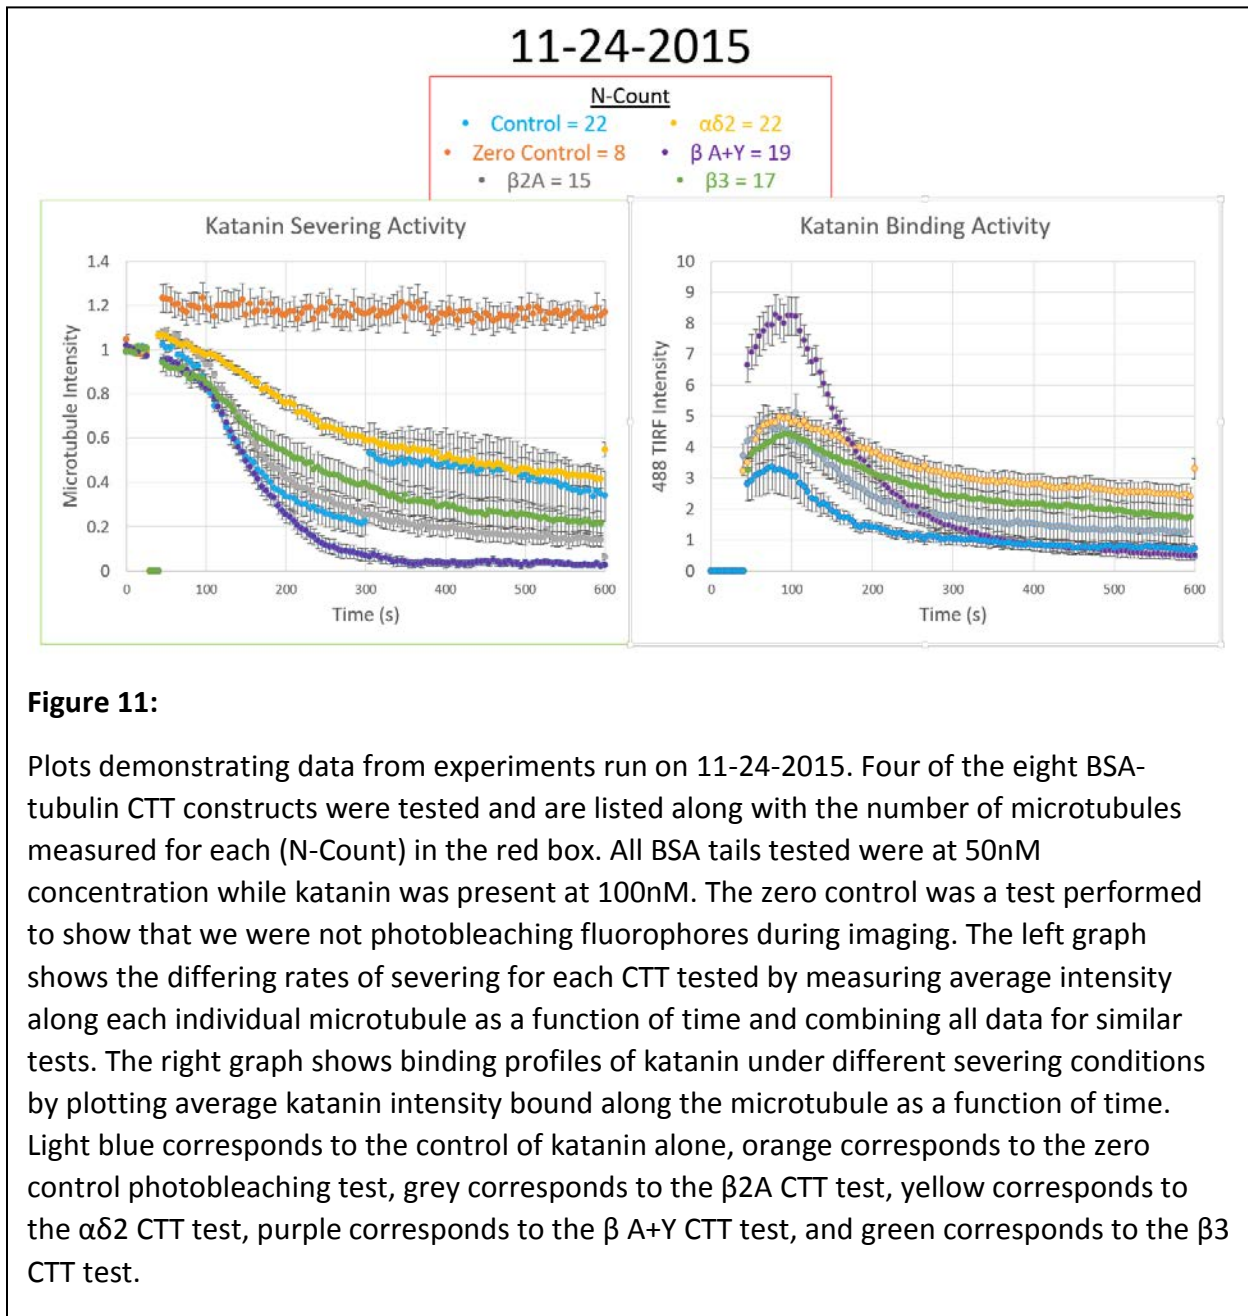 11-24-2015
N-Count
• Control = 22 • αδ2 = 22
• Zero Control = 8 • β A+Y = 19
• β2A = 15 • β3 = 17
Katanin Severing Activity
Microtubule Intensity
1.4
1.2
1
0.8
0.6
0.4
0.2
0
0 100 200 300 400 500 600
Time (s)
Katanin Binding Activity
488 TIRF Intensity
10
9
8
7
6
5
4
3
2
1
0
0 100 200 300 400 500 600
Time (s)
Figure 11:
Plots demonstrating data from experiments run on 11-24-2015. Four of the eight BSA-
tubulin CTT constructs were tested and are listed along with the number of microtubules
measured for each (N-Count) in the red box. All BSA tails tested were at 50nM
concentration while katanin was present at 100nM. The zero control was a test performed
to show that we were not photobleaching fluorophores during imaging. The left graph
shows the differing rates of severing for each CTT tested by measuring average intensity
along each individual microtubule as a function of time and combining all data for similar
tests. The right graph shows binding profiles of katanin under different severing conditions
by plotting average katanin intensity bound along the microtubule as a function of time.
Light blue corresponds to the control of katanin alone, orange corresponds to the zero
control photobleaching test, grey corresponds to the β2A CTT test, yellow corresponds to
the αδ2 CTT test, purple corresponds to the β A+Y CTT test, and green corresponds to the β3
CTT test.